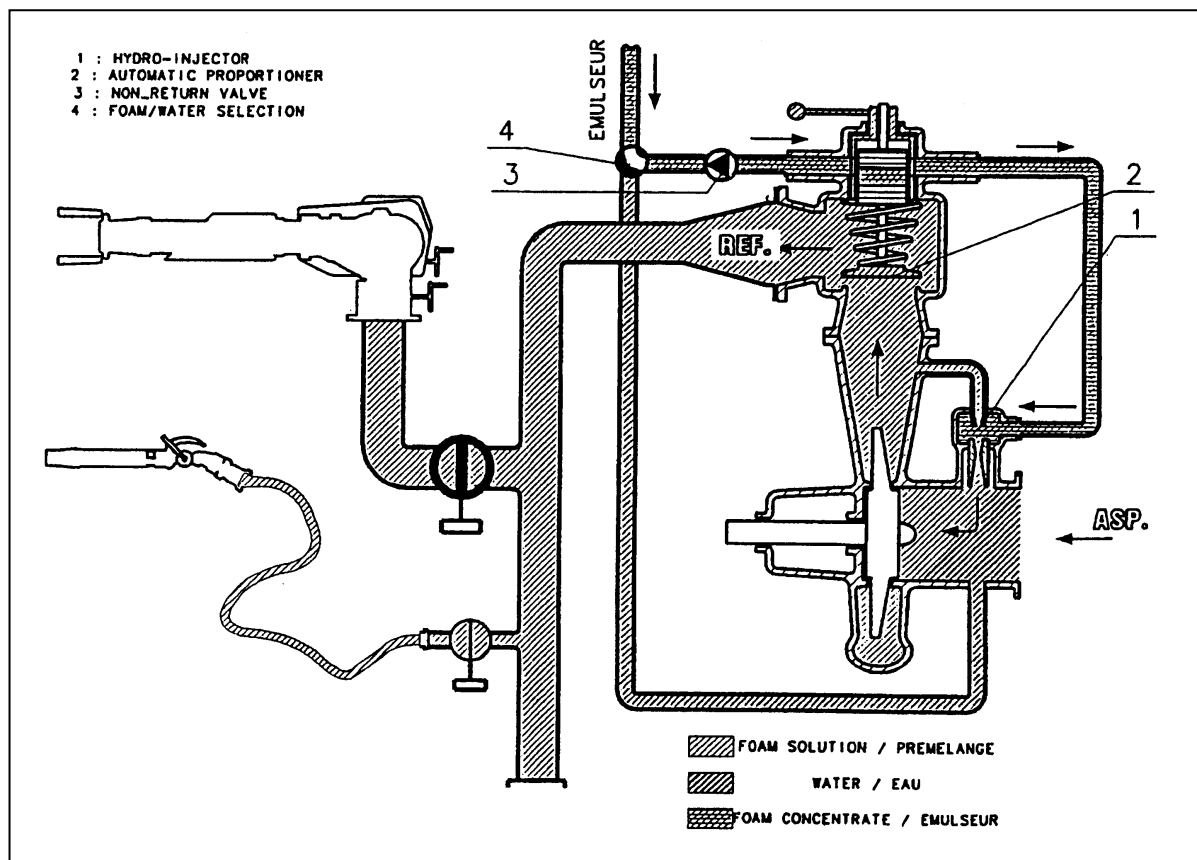 1 : HYDRO-INJECTOR
2 : AUTOMATIC PROPORTIONER
3 : NON_RETURN VALVE
4 : FOAM/WATER SELECTION
EMULSEUR
4
3
2
1
REF.
ASP.
FOAM SOLUTION / PREMELANGE
WATER / EAU
FOAM CONCENTRATE / EMULSEUR